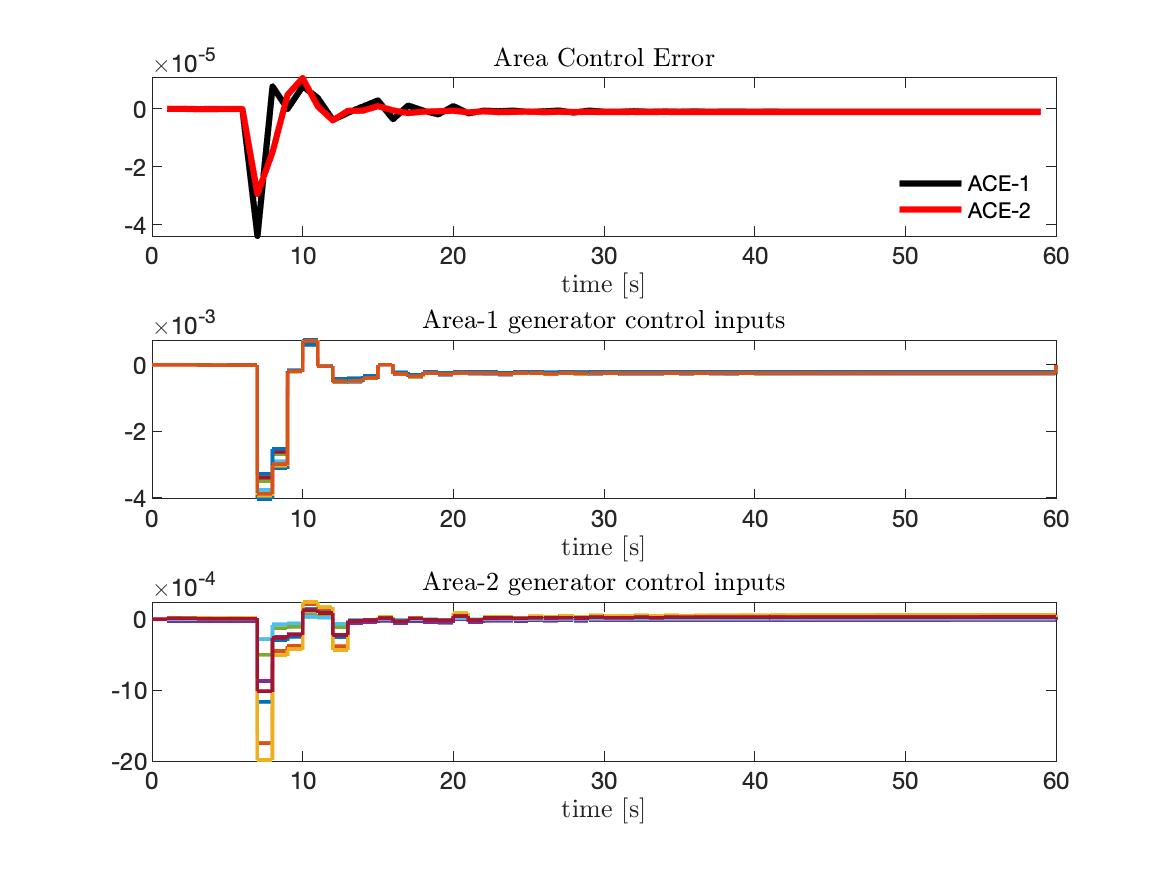 ×10-5
Area Control Error
0
-2
-4
ACE-1
ACE-2
0 10 20 30 40 50 60
time [s]
×10-3
Area-1 generator control inputs
0
-2
-4
0 10 20 30 40 50 60
time [s]
×10-4
Area-2 generator control inputs
0
-10
-20
0 10 20 30 40 50 60
time [s]